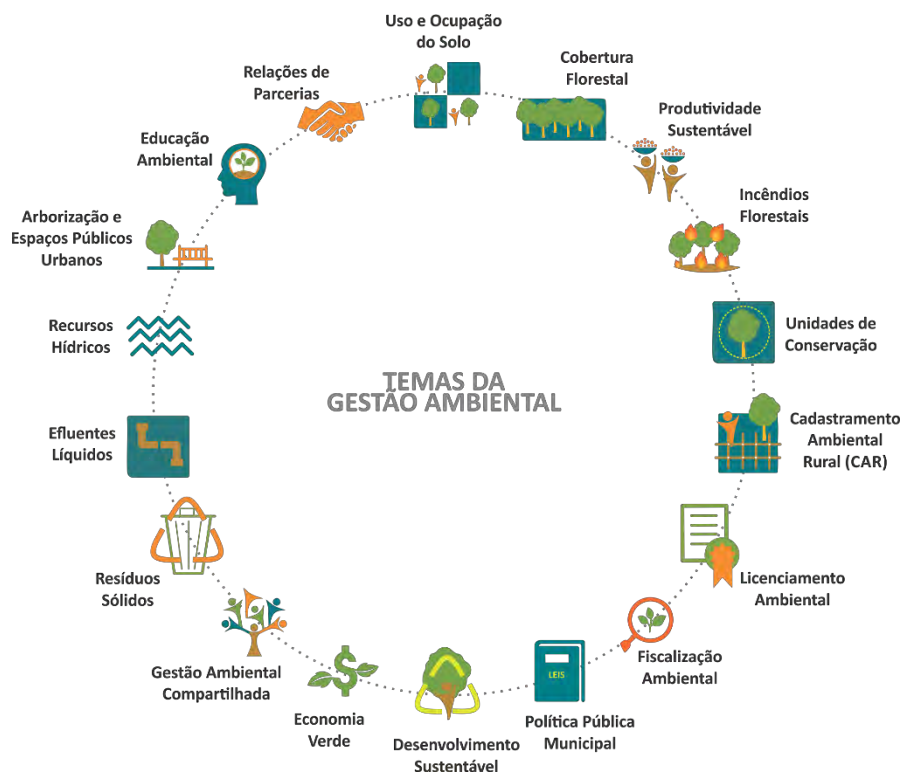 Uso e Ocupação
do Solo
Cobertura
Florestal
Produtividade
Sustentável
Incêndios
Florestais
Unidades de
Conservação
Cadastramento
Ambiental
Rural (CAR)
Licenciamento
Ambiental
Fiscalização
Ambiental
LEIS
Política Pública
Municipal
Desenvolvimento
Sustentável
Economia
Verde
Gestão Ambiental
Compartilhada
Resíduos
Sólidos
Efluentes
Líquidos
Recursos
Hídricos
Arborização e
Espaços Públicos
Urbanos
Educação
Ambiental
Relações de
Parcerias
TEMAS DA
GESTÃO AMBIENTAL